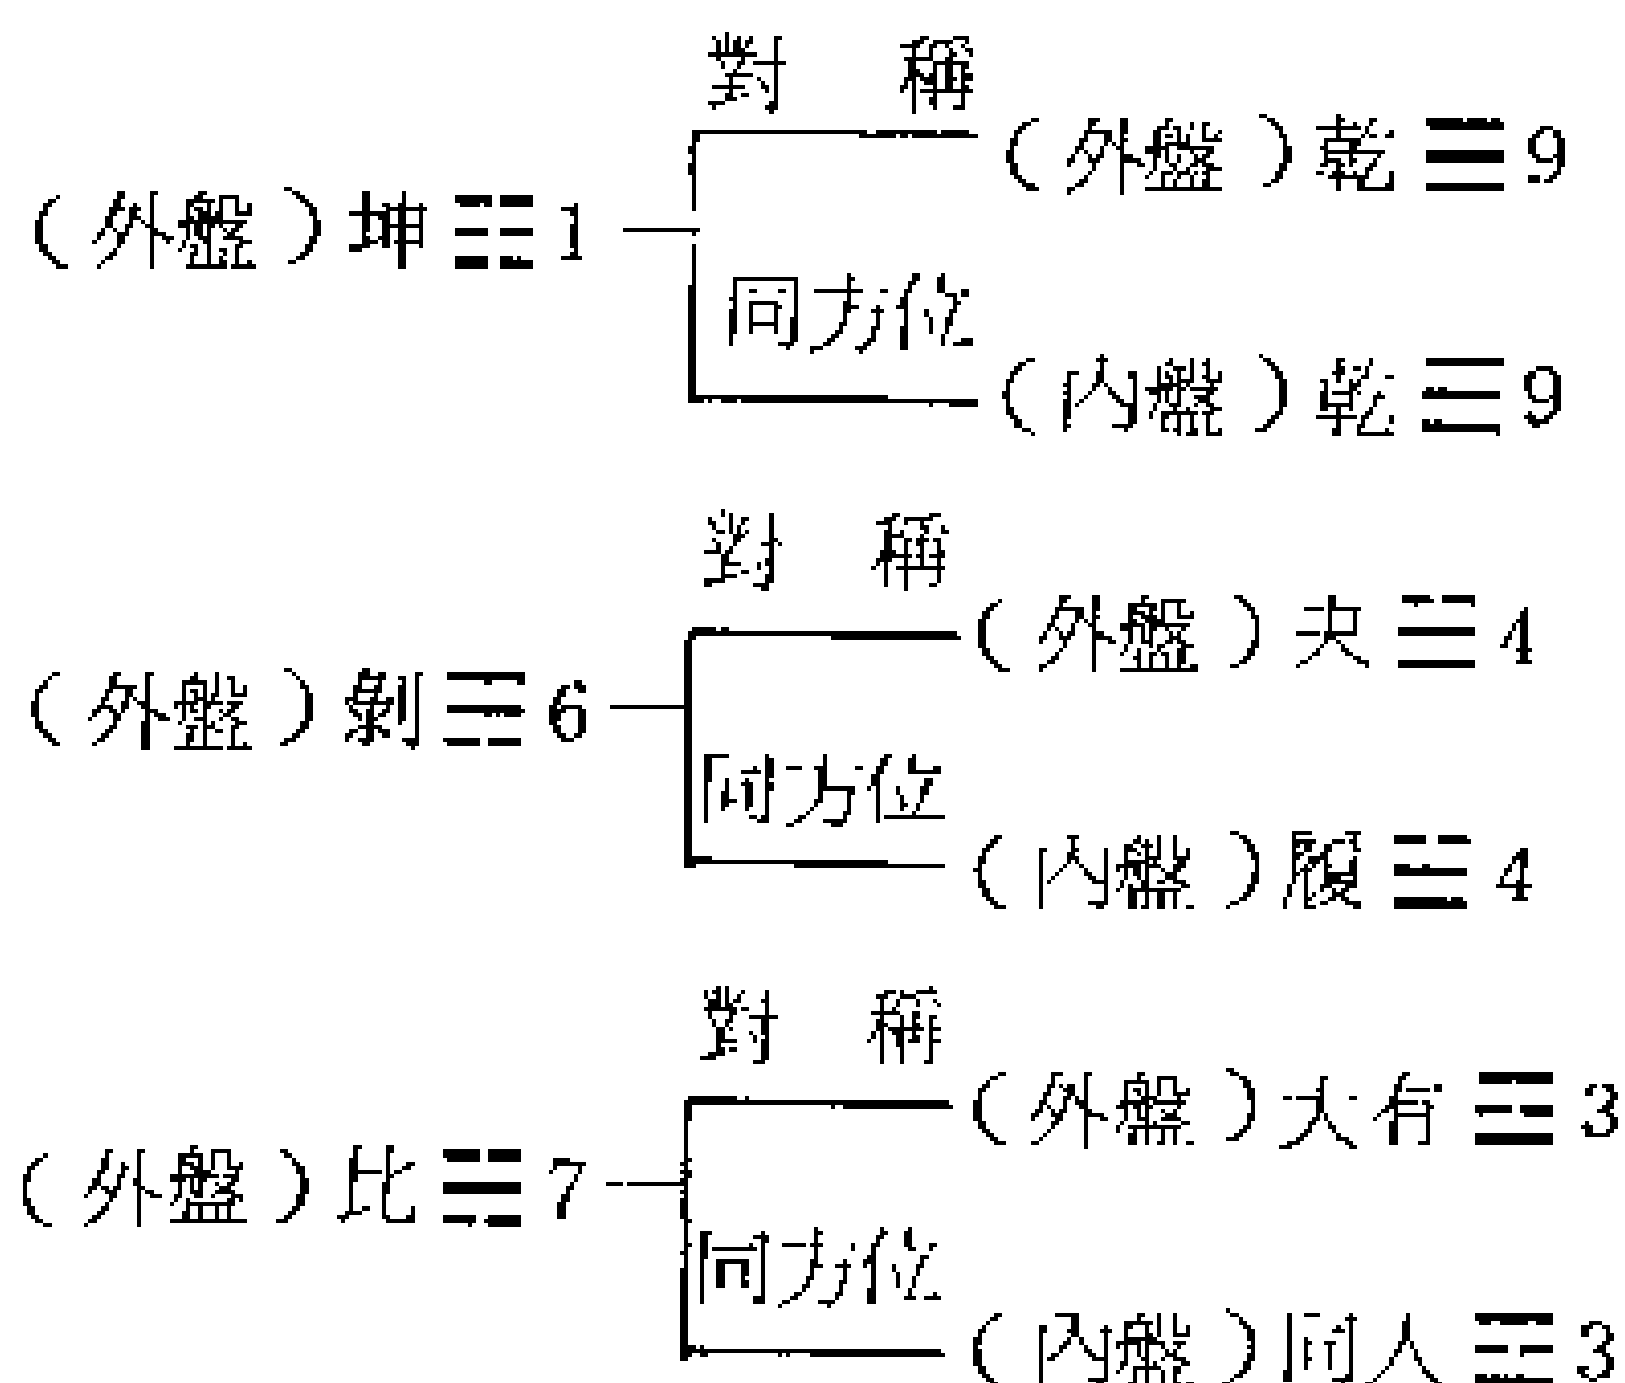 對　稱
（外盤）乾☰9
（外盤）坤☷1
同方位
（內盤）乾☰9
對　稱
（外盤）夬☱4
（外盤）剝☶6
同方位
（內盤）履☱4
對　稱
（外盤）大有☲3
（外盤）比☵7
同方位
（內盤）同人☲3